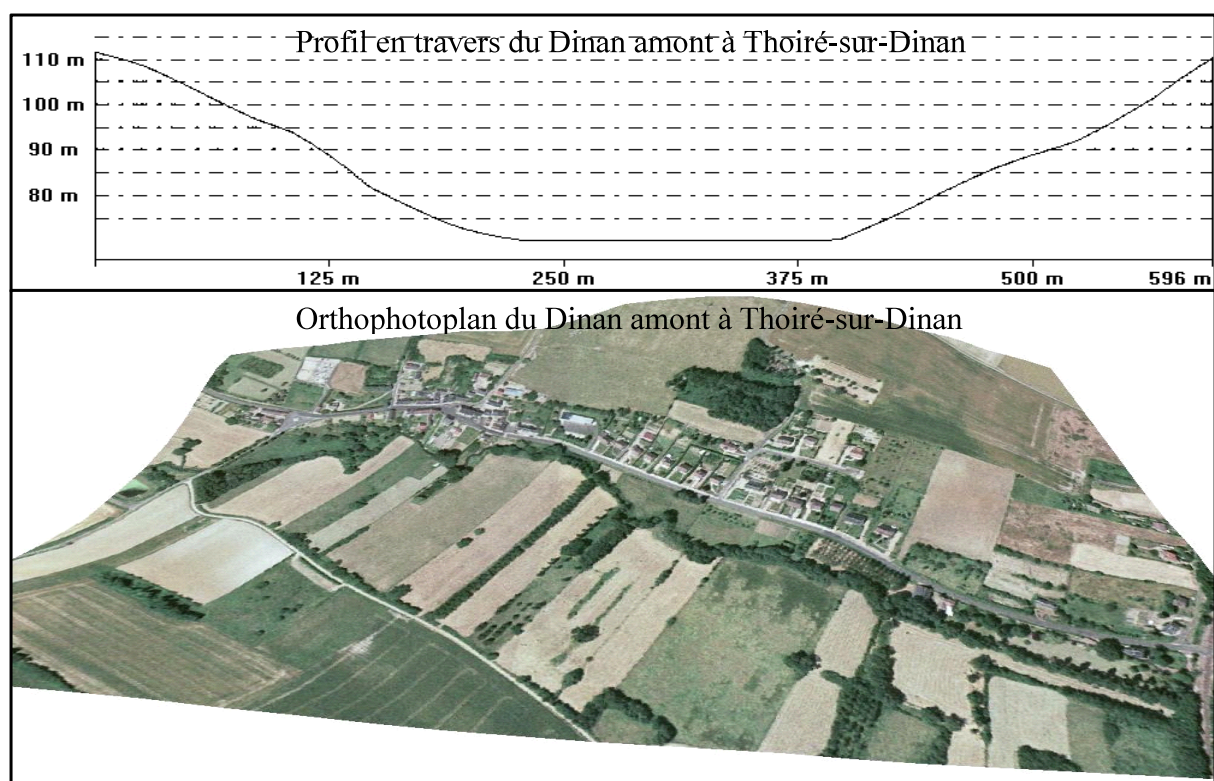 Profil en travers du Dinan amont à Thoiré-sur-Dinan
110 m
100 m
90 m
80 m
125 m 250 m 375 m 500 m 596 m
Orthophotoplan du Dinan amont à Thoiré-sur-Dinan